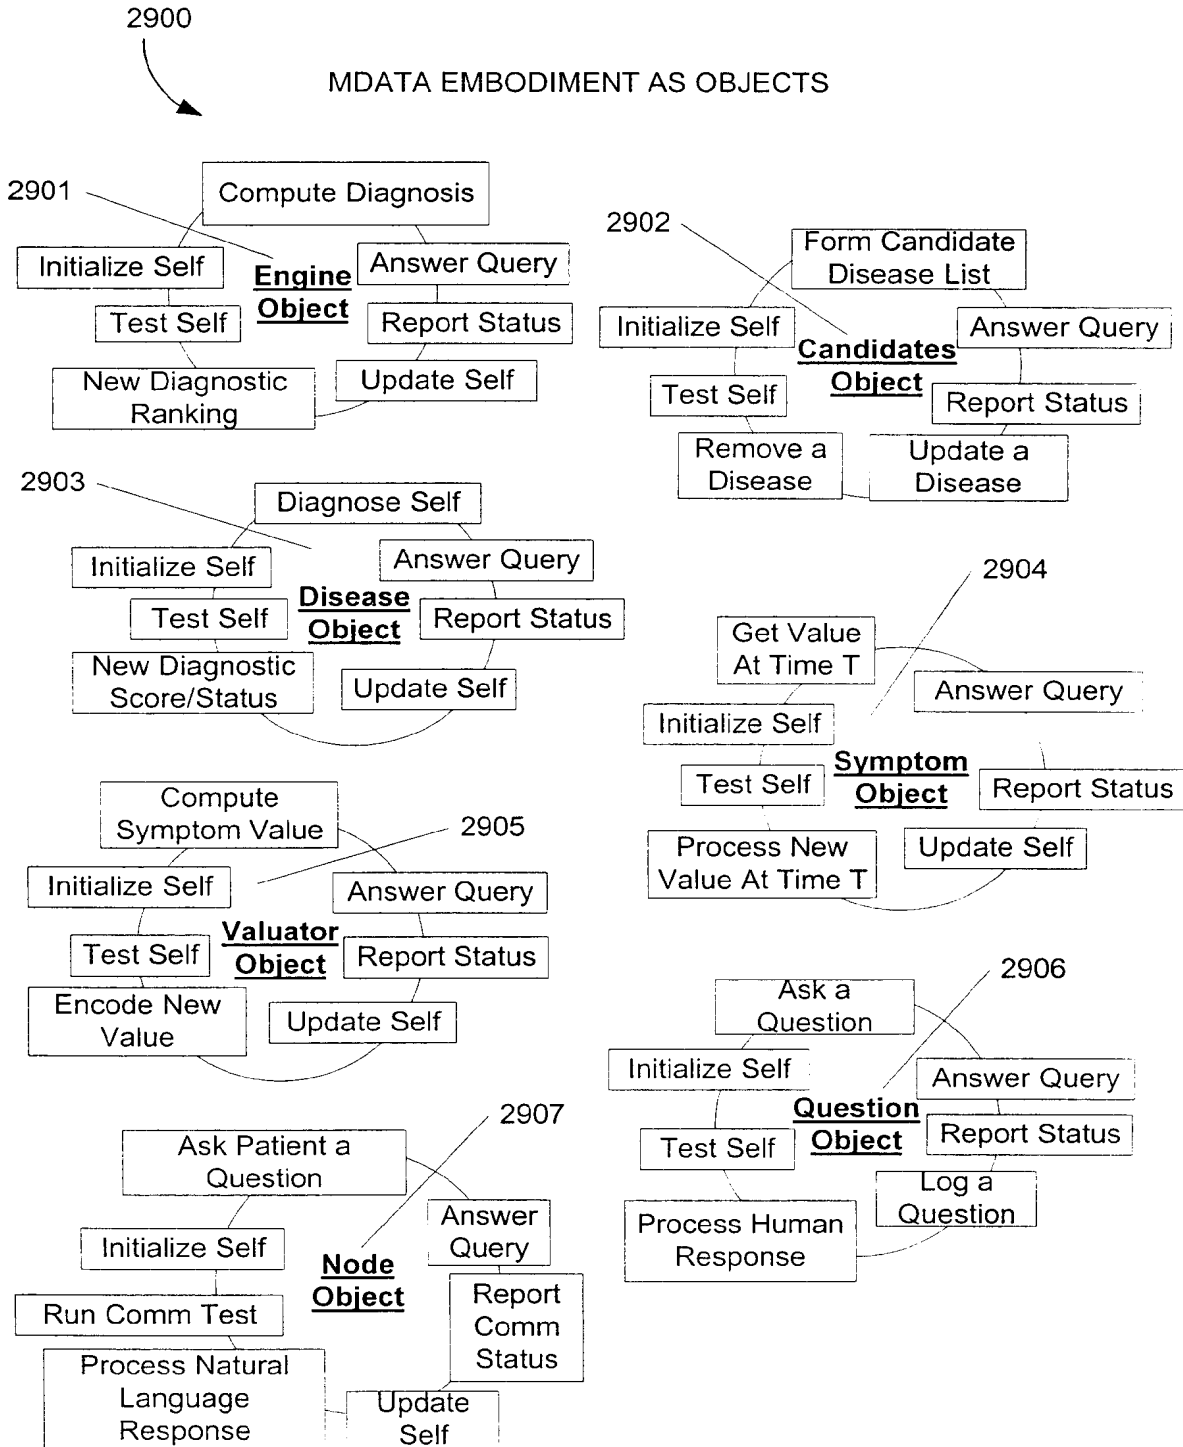 2900
MDATA EMBODIMENT AS OBJECTS
2901
Compute Diagnosis
Initialize Self
Engine
Object
Answer Query
Test Self
Report Status
New Diagnostic
Ranking
Update Self
2902
Form Candidate
Disease List
Initialize Self
Candidates
Object
Answer Query
Test Self
Report Status
Remove a
Disease
Update a
Disease
2903
Diagnose Self
Initialize Self
Answer Query
Disease
Object
Test Self
Report Status
New Diagnostic
Score/Status
Update Self
2904
Get Value
At Time T
Answer Query
Initialize Self
Symptom
Object
Test Self
Report Status
Process New
Value At Time T
Update Self
Compute
Symptom Value
2905
Initialize Self
Answer Query
Valuator
Object
Test Self
Report Status
Encode New
Value
Update Self
2906
Ask a
Question
Initialize Self
Answer Query
Question
Object
Test Self
Report Status
Log a
Question
Process Human
Response
2907
Ask Patient a
Question
Answer
Query
Initialize Self
Node
Object
Run Comm Test
Report
Comm
Status
Process Natural
Language
Response
Update
Self